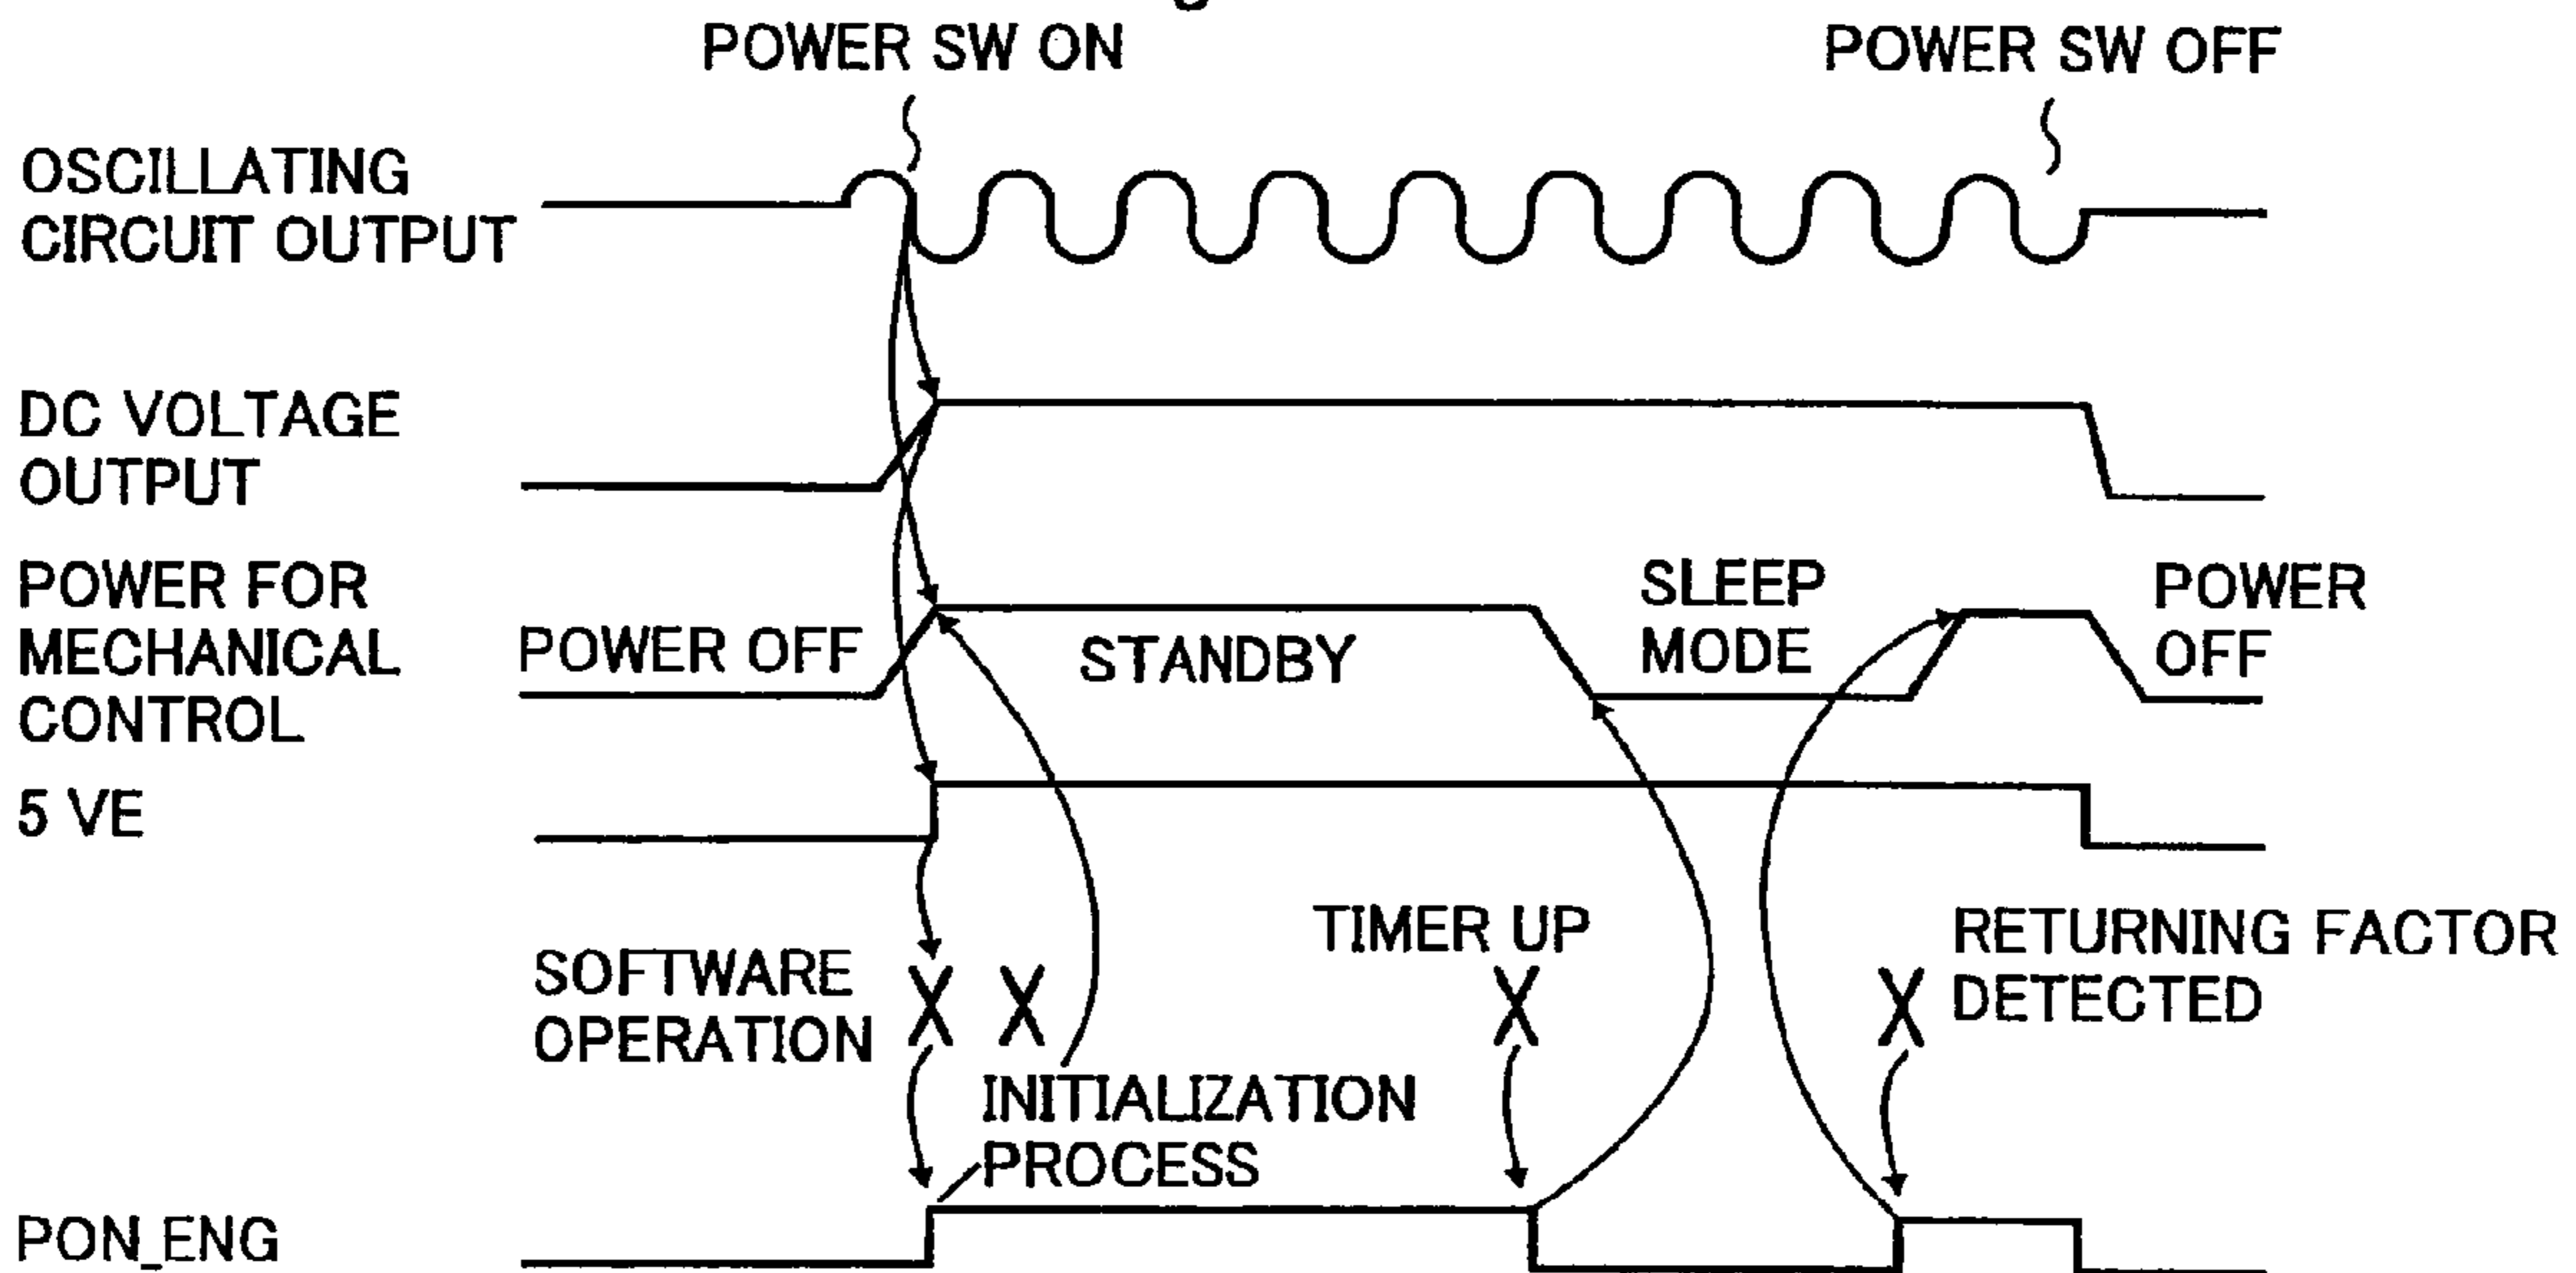 POWER SW ON
POWER SW OFF
OSCILLATING
CIRCUIT OUTPUT
DC VOLTAGE
OUTPUT
POWER FOR
MECHANICAL
CONTROL
POWER OFF
STANDBY
SLEEP
MODE
POWER
OFF
5 VE
SOFTWARE
OPERATION
TIMER UP
RETURNING FACTOR
DETECTED
INITIALIZATION
PROCESS
PON_ENG